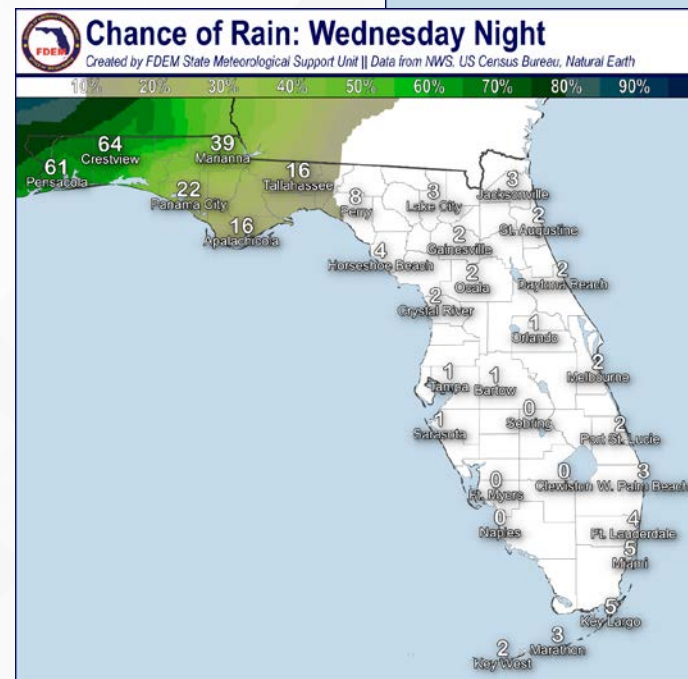 FDEM
Chance of Rain: Wednesday Night
Created by FDEM State Meteorological Support Unit || Data from NWS, US Census Bureau, Natural Earth
10% 20% 30% 40% 60% 70% 80% 90%
64
Crestview
39
Marianna
61
Pensacola
16
Tallahassee
22
Panama City
16
Apalachicola
8
Perry
3
Lake City
3
Jacksonville
2
St. Augustine
2
Gainesville
4
Horseshoe Beach
2
Ocala
2
Daytona Beach
2
Crystal River
1
Orlando
2
Melbourne
1
Tampa
1
Bartow
0
Sebring
1
Sarasota
2
Port St. Lucie
0
Ft. Myers
0
Clewiston
3
W. Palm Beach
0
Naples
4
Ft. Lauderdale
5
Miami
5
Key Largo
3
Marathon
2
Key West